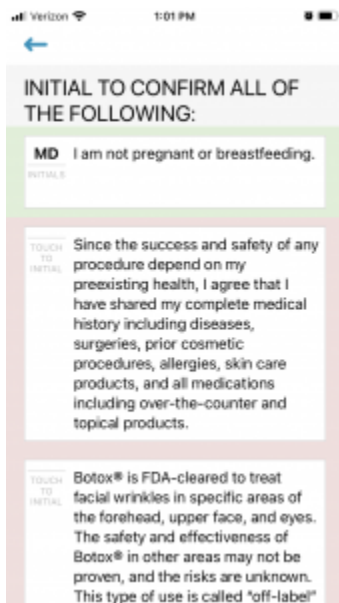 Verizon
1:01 PM
INITIAL TO CONFIRM ALL OF
THE FOLLOWING:
MD
INITIALS
I am not pregnant or breastfeeding.
TOUCH
TO
INITIAL
Since the success and safety of any
procedure depend on my
preexisting health, I agree that I
have shared my complete medical
history including diseases,
surgeries, prior cosmetic
procedures, allergies, skin care
products, and all medications
including over-the-counter and
topical products.
TOUCH
TO
INITIAL
Botox® is FDA-cleared to treat
facial wrinkles in specific areas of
the forehead, upper face, and eyes.
The safety and effectiveness of
Botox® in other areas may not be
proven, and the risks are unknown.
This type of use is called "off-label"